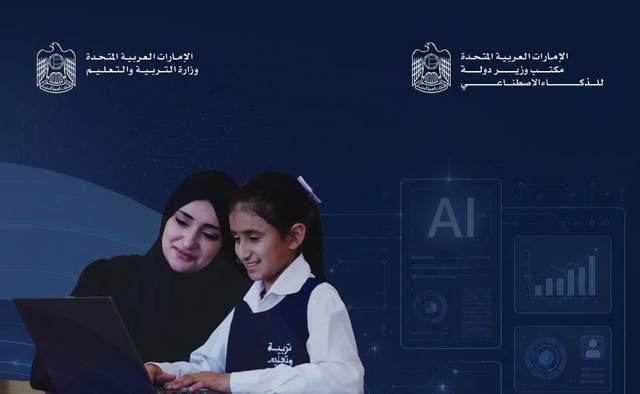 الإمارات العربية المتحدة
مكتب وزير دولة
للذكاء الاصطناعي
الإمارات العربية المتحدة
وزارة التربية والتعليم
AI
تربية
وتعليم